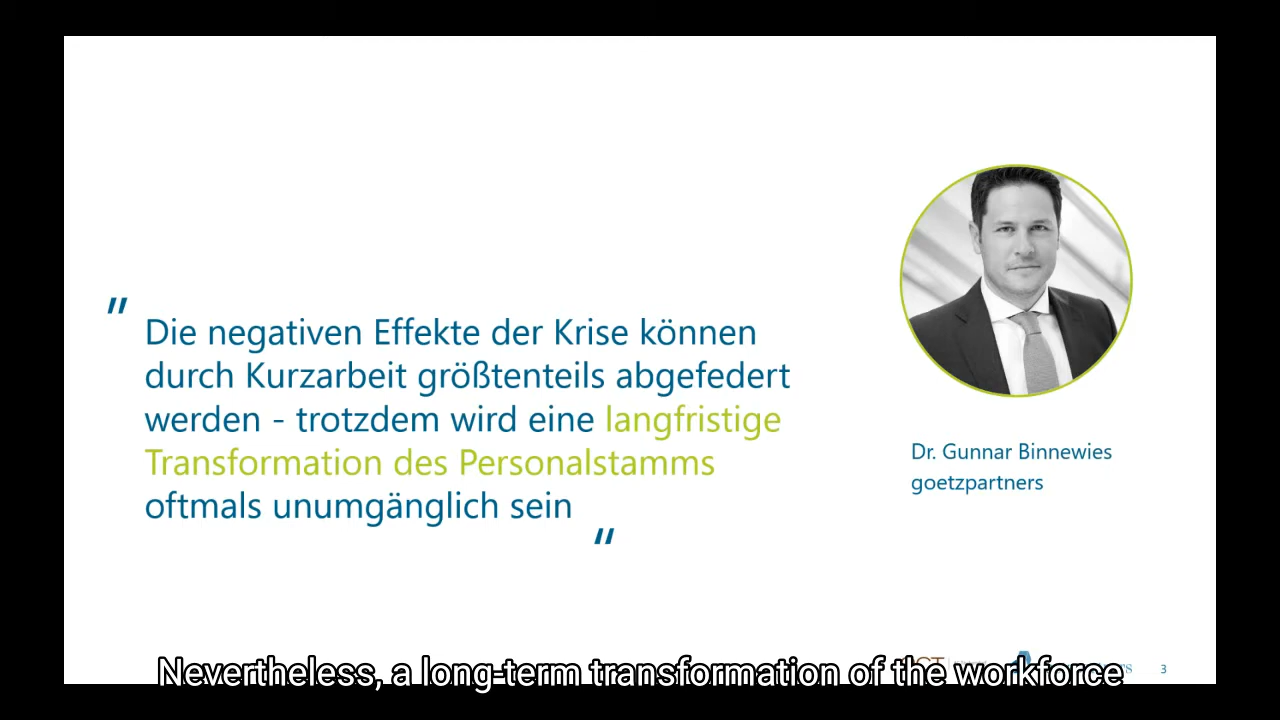 "
Die negativen Effekte der Krise können
durch Kurzarbeit größtenteils abgefedert
werden - trotzdem wird eine langfristige
Transformation des Personalstamms
oftmals unumgänglich sein
"
Dr. Gunnar Binnewies
goetzpartners
3
Nevertheless, a long-term transformation of the workforce